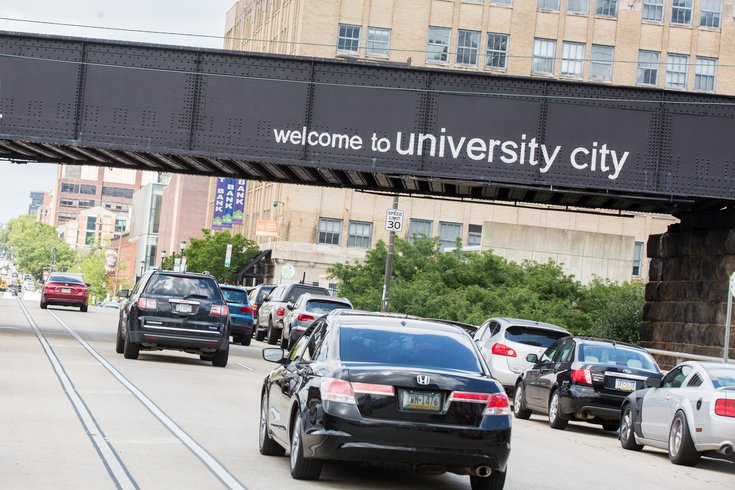 welcome to university city
BANK BANK
SPEED
LIMIT
30